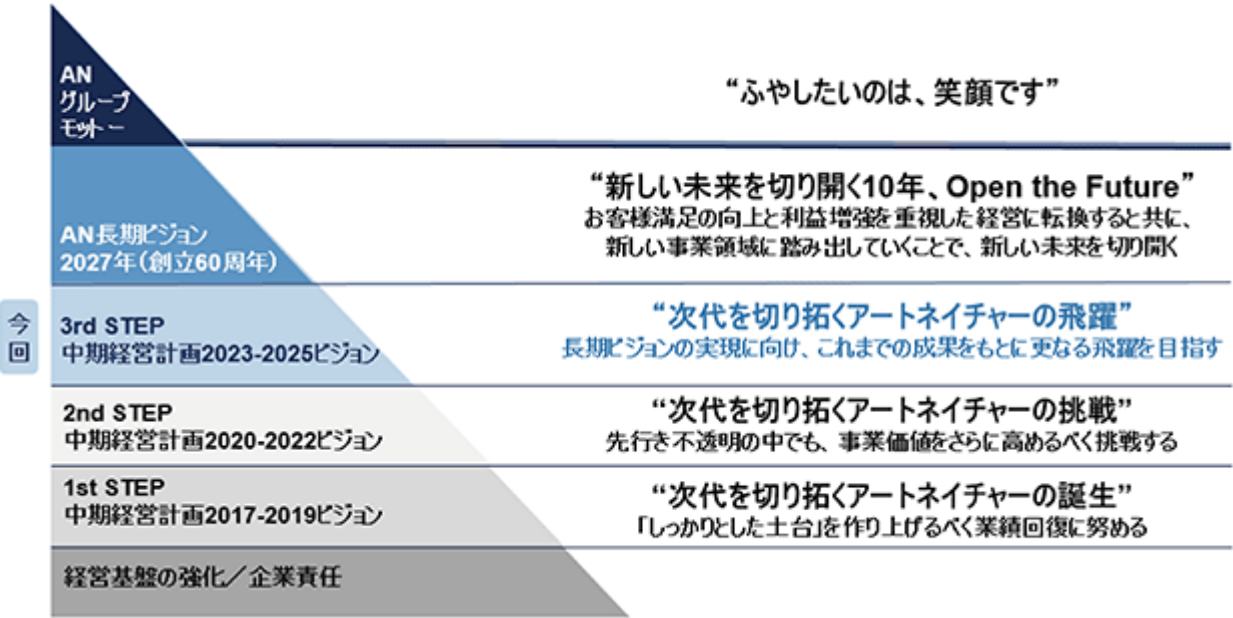 AN
グループ
モットー
“ふやしたいのは、笑顔です”
AN長期ビジョン
2027年(創立60周年)
“新しい未来を切り開く10年、Open the Future”
お客様満足の向上と利益増強を重視した経営に転換すると共に、
新しい事業領域に踏み出していくことで、新しい未来を切り開く
今回
3rd STEP
中期経営計画2023-2025ビジョン
“次代を切り拓くアートネイチャーの飛躍”
長期ビジョンの実現に向け、これまでの成果をもとに更なる飛躍を目指す
2nd STEP
中期経営計画2020-2022ビジョン
“次代を切り拓くアートネイチャーの挑戦”
先行き不透明の中でも、事業価値をさらに高めるべく挑戦する
1st STEP
中期経営計画2017-2019ビジョン
“次代を切り拓くアートネイチャーの誕生”
「しっかりとした土台」を作り上げるべく業績回復に努める
経営基盤の強化／企業責任